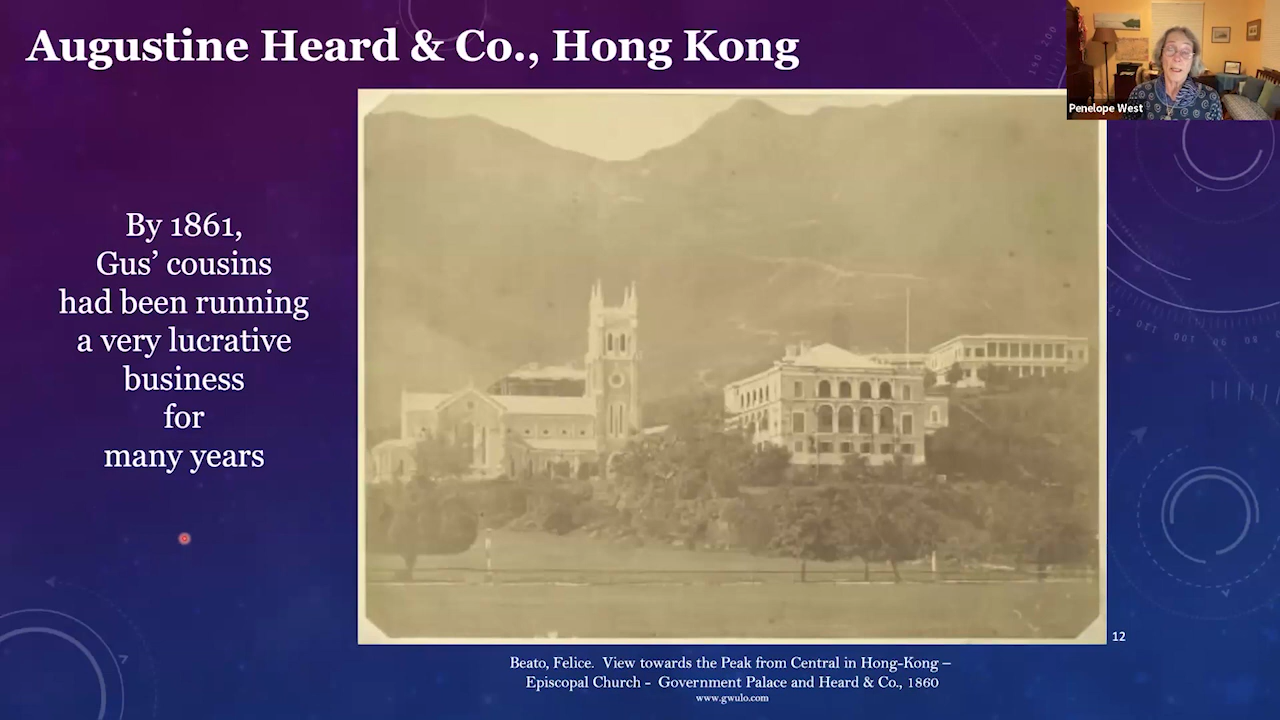 Augustine Heard & Co., Hong Kong
Penelope West
By 1861,
Gus’ cousins
had been running
a very lucrative
business
for
many years
12
Beato, Felice. View towards the Peak from Central in Hong-Kong –
Episcopal Church - Government Palace and Heard & Co., 1860
www.gwulo.com